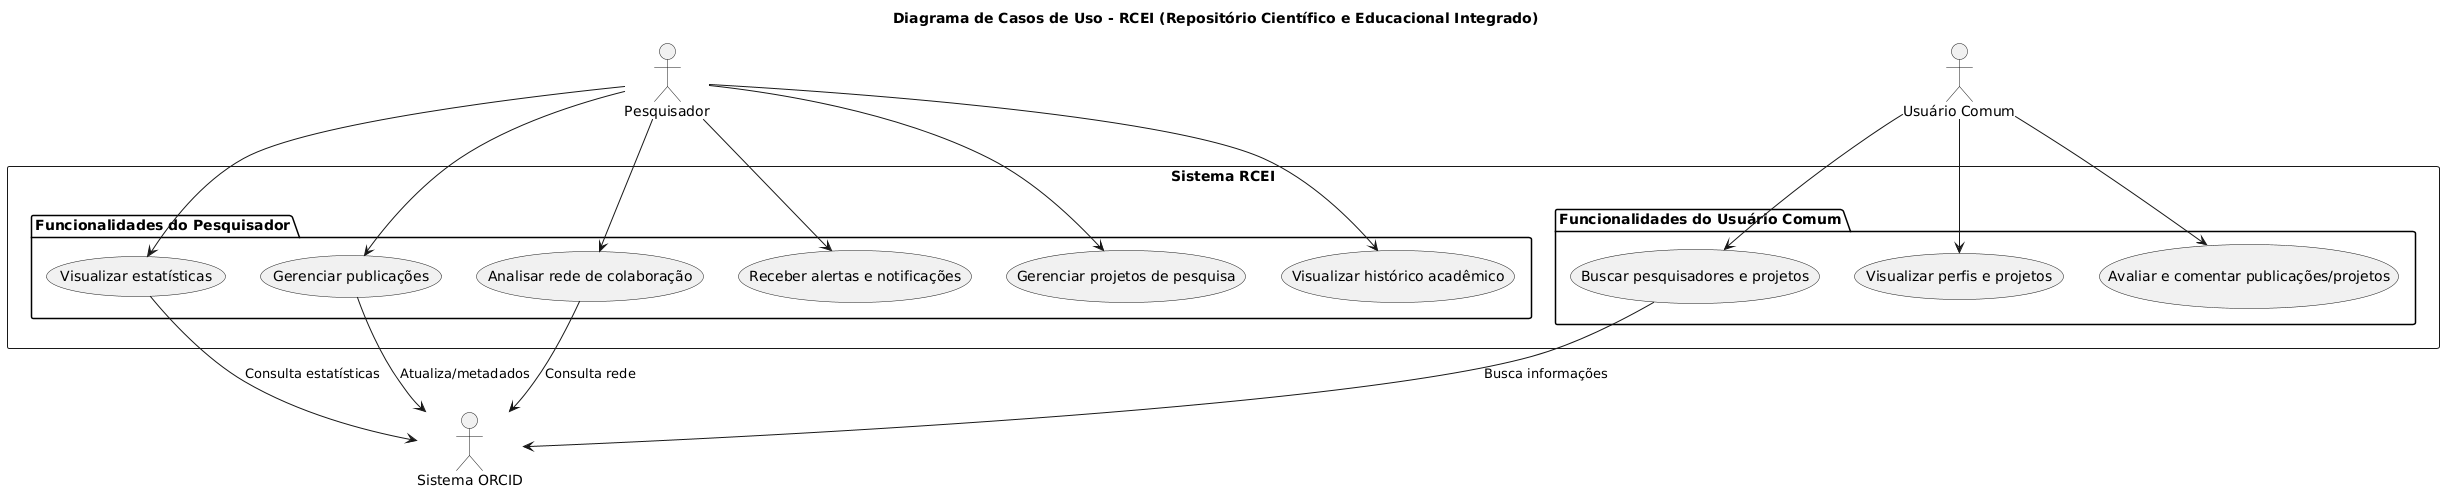 Diagrama de Casos de Uso - RCEI (Repositório Científico e Educacional Integrado)
Pesquisador
Usuário Comum
Sistema RCEI
Funcionalidades do Pesquisador
Funcionalidades do Usuário Comum
Visualizar estatísticas
Gerenciar publicações
Analisar rede de colaboração
Receber alertas e notificações
Gerenciar projetos de pesquisa
Visualizar histórico acadêmico
Buscar pesquisadores e projetos
Visualizar perfis e projetos
Avaliar e comentar publicações/projetos
Consulta estatísticas
Atualiza/metadados
Consulta rede
Busca informações
Sistema ORCID